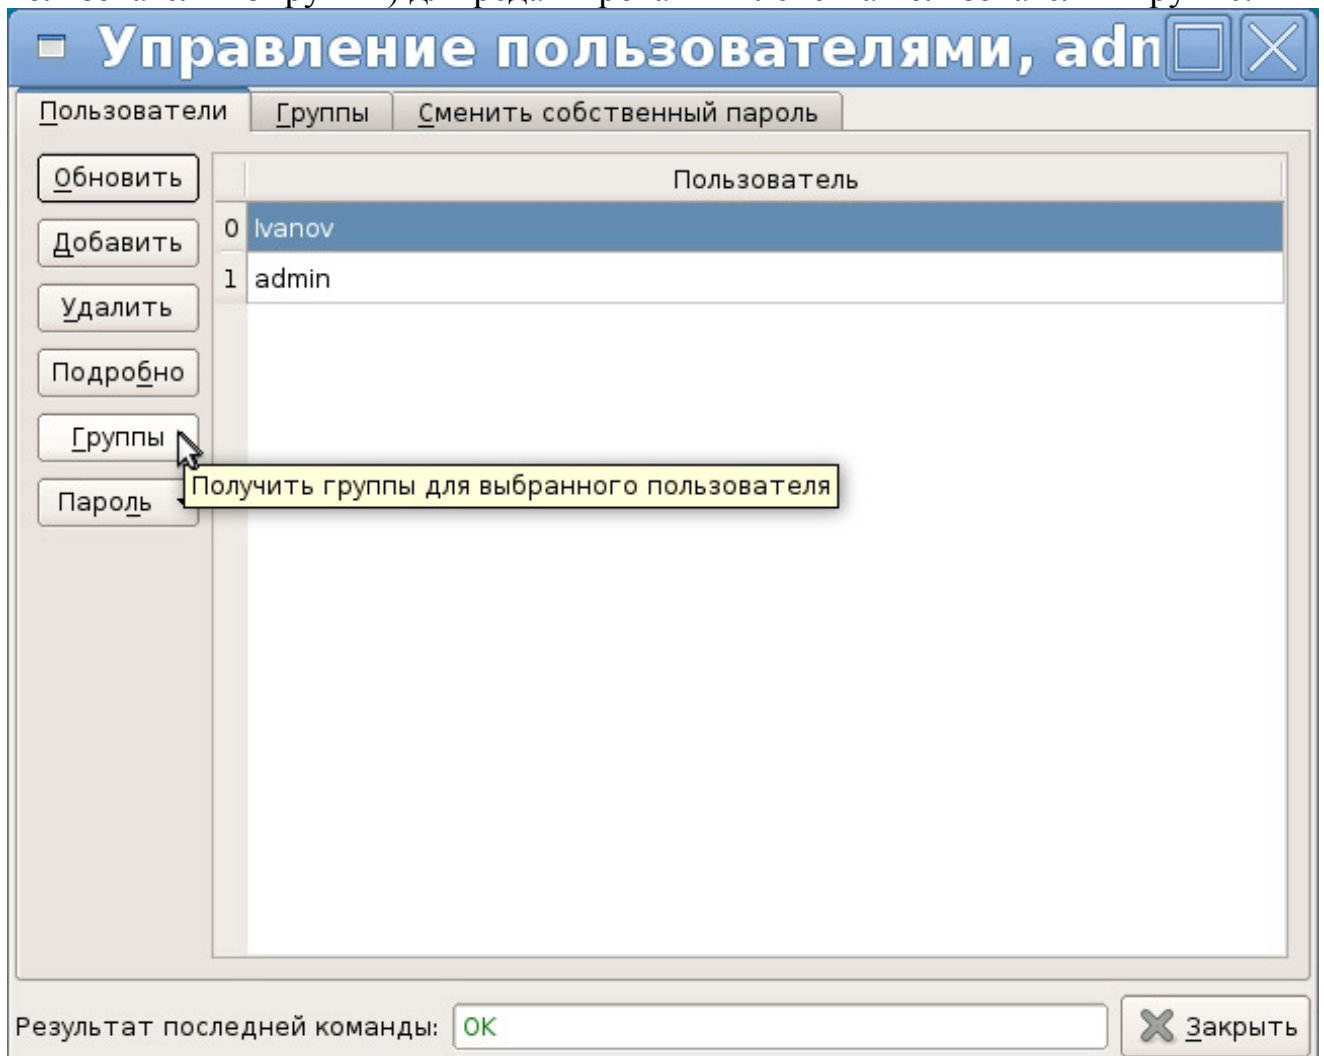 Управление пользователями, adn
Пользователи Группы Сменить собственный пароль
Обновить
Пользователь
0 Ivanov
Добавить
1 admin
Удалить
Подробно
Группы
Получить группы для выбранного пользователя
Пароль
Результат последней команды: OK Закрыть